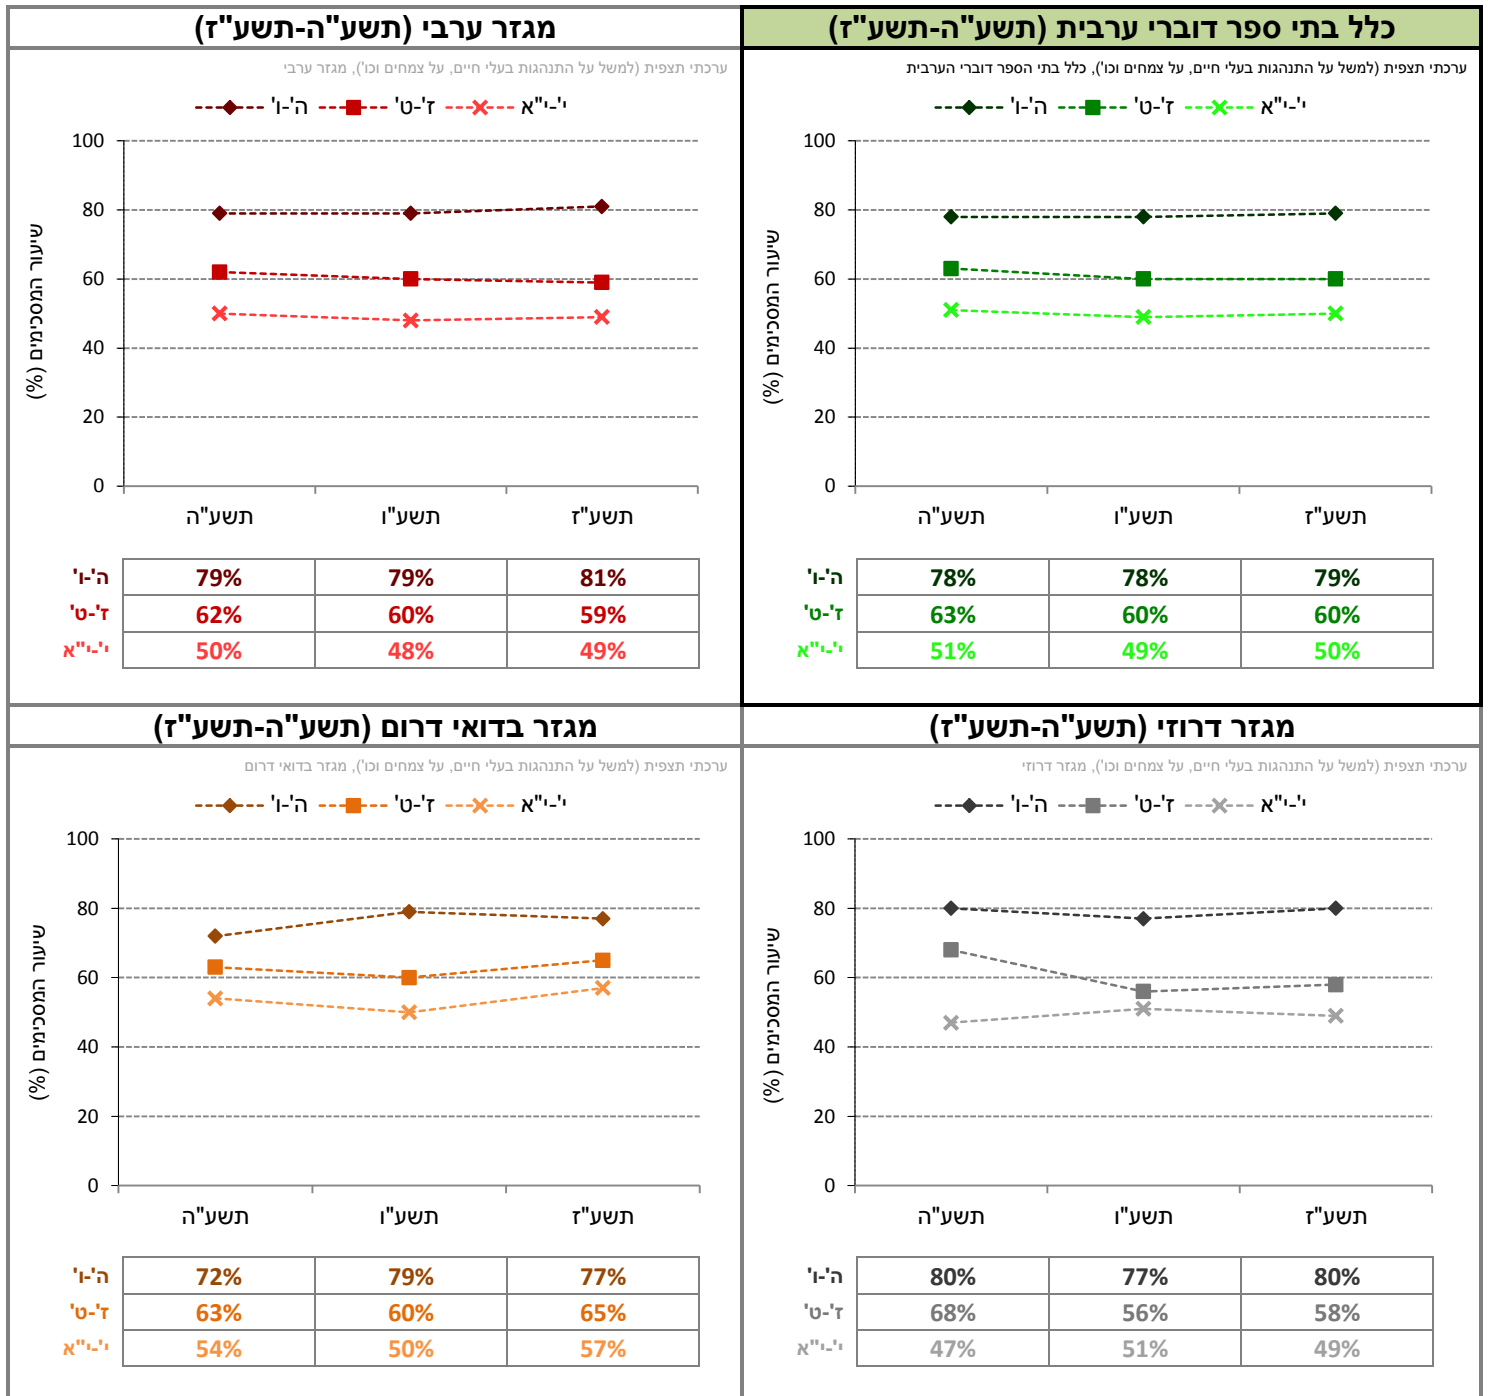 כלל בתי ספר דוברי ערבית (תשע"ה-תשע"ז)
ערכתי תצפית (למשל על התנהגות בעלי חיים, על צמחים וכו'), כלל בתי הספר דוברי הערבית
ה'-ו' ז'-ט' י'-י"א
שיעור המסכימים (%)
100
80
60
40
20
0
תשע"ה תשע"ו תשע"ז
ה'-ו' 78% 78% 79%
ז'-ט' 63% 60% 60%
י'-י"א 51% 49% 50%
מגזר ערבי (תשע"ה-תשע"ז)
ערכתי תצפית (למשל על התנהגות בעלי חיים, על צמחים וכו'), מגזר ערבי
ה'-ו' ז'-ט' י'-י"א
שיעור המסכימים (%)
100
80
60
40
20
0
תשע"ה תשע"ו תשע"ז
ה'-ו' 79% 79% 81%
ז'-ט' 62% 60% 59%
י'-י"א 50% 48% 49%
מגזר דרוזי (תשע"ה-תשע"ז)
ערכתי תצפית (למשל על התנהגות בעלי חיים, על צמחים וכו'), מגזר דרוזי
ה'-ו' ז'-ט' י'-י"א
שיעור המסכימים (%)
100
80
60
40
20
0
תשע"ה תשע"ו תשע"ז
ה'-ו' 80% 77% 80%
ז'-ט' 68% 56% 58%
י'-י"א 47% 51% 49%
מגזר בדואי דרום (תשע"ה-תשע"ז)
ערכתי תצפית (למשל על התנהגות בעלי חיים, על צמחים וכו'), מגזר בדואי דרום
ה'-ו' ז'-ט' י'-י"א
שיעור המסכימים (%)
100
80
60
40
20
0
תשע"ה תשע"ו תשע"ז
ה'-ו' 72% 79% 77%
ז'-ט' 63% 60% 65%
י'-י"א 54% 50% 57%